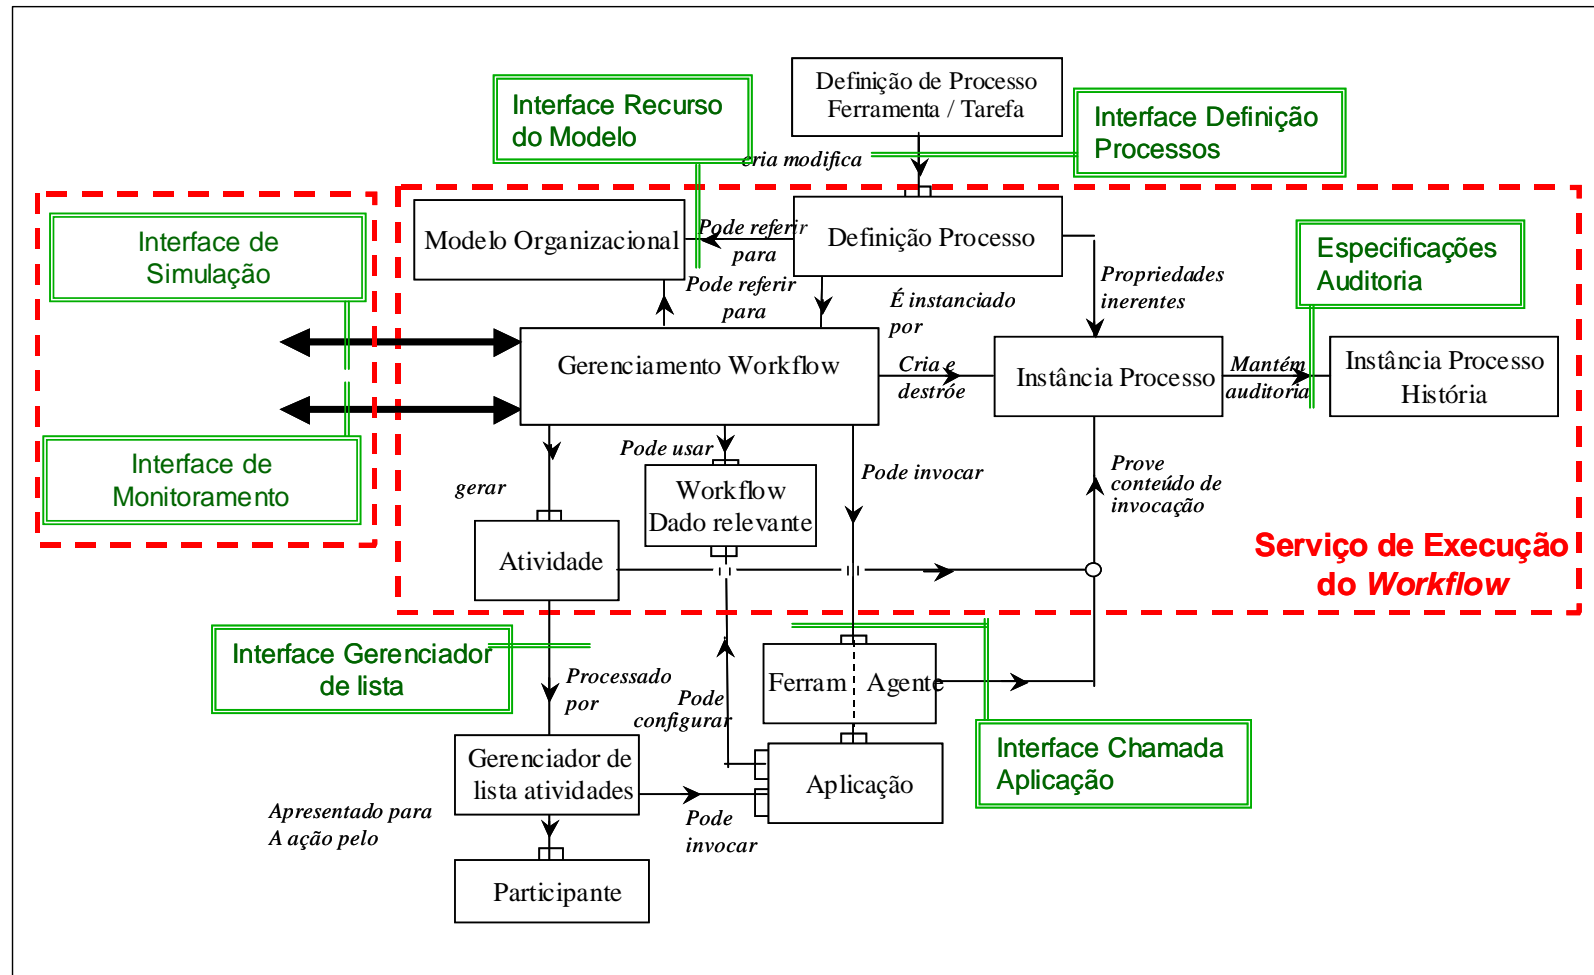 Definição de Processo
Ferramenta / Tarefa
Interface Recurso
do Modelo
Interface Definição
Processos
cria modifica
Interface de
Simulação
Modelo Organizacional
Pode referir
para
Definição Processo
Especificações
Auditoria
Propriedades
inerentes
Pode referir
para
É instanciado
por
Gerenciamento Workflow
Cria e
destróe
Instância Processo
Mantém
auditoria
Instância Processo
História
Interface de
Monitoramento
gerar
Pode usar
Workflow
Dado relevante
Pode invocar
Prove
conteúdo de
invocação
Atividade
Serviço de Execução
do Workflow
Interface Gerenciador
de lista
Processado
por
Pode
configurar
Ferram
Agente
Interface Chamada
Aplicação
Gerenciador de
lista atividades
Aplicação
Apresentado para
A ação pelo
Pode
invocar
Participante